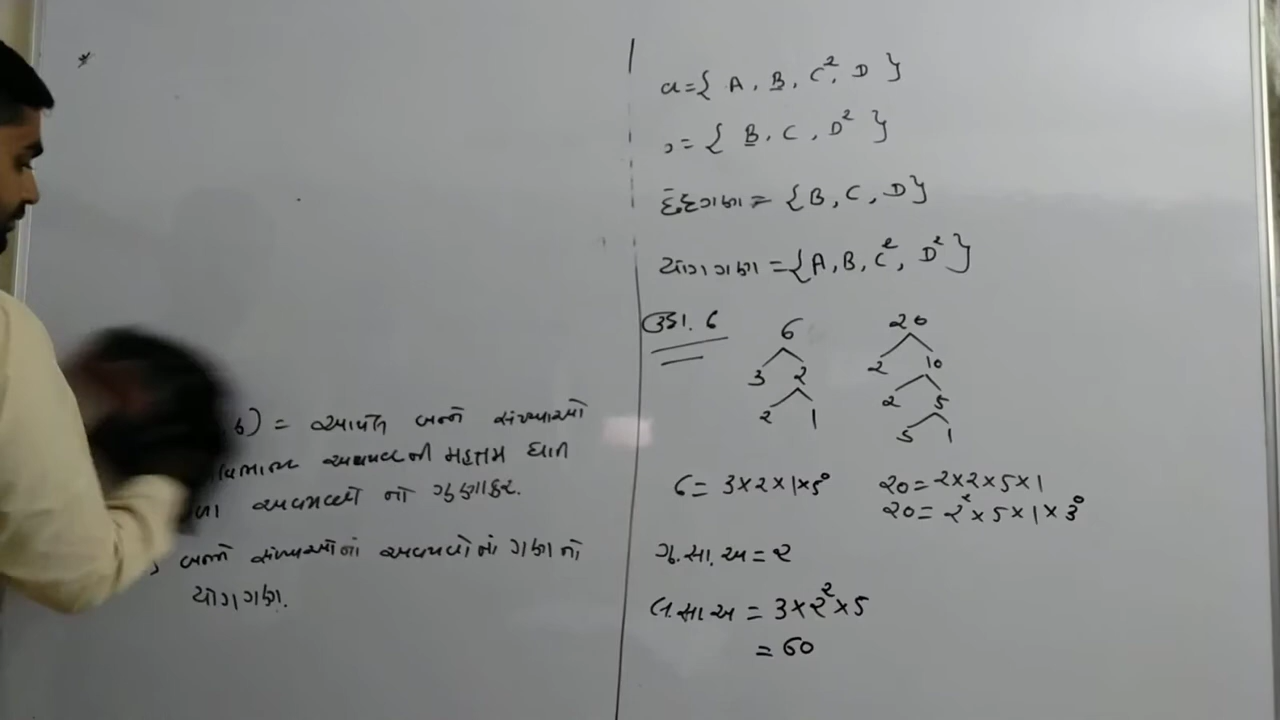 *
b) = આપેલ બન્ને સંખ્યાઓ
અવયવની મહત્તમ ઘાત
અવયવો નો ગુણાકાર.
બન્ને સંખ્યાઓનાં અવયવોનાં ગણનો
યોગગણ.
a={ A, B, C², D }
b = { B, C, D² }
છેદગણ = {B, C, D}
યોગગણ = {A, B, C², D²}
ઉદા. 6
6 20
3 2 2 10
2 1 2 5
5 1
6 = 3×2×1×5⁰ 20 = 2×2×5×1
20 = 2²×5×1×3⁰
ગુ.સા.અ = 2
લ.સા.અ = 3×2²×5
= 60